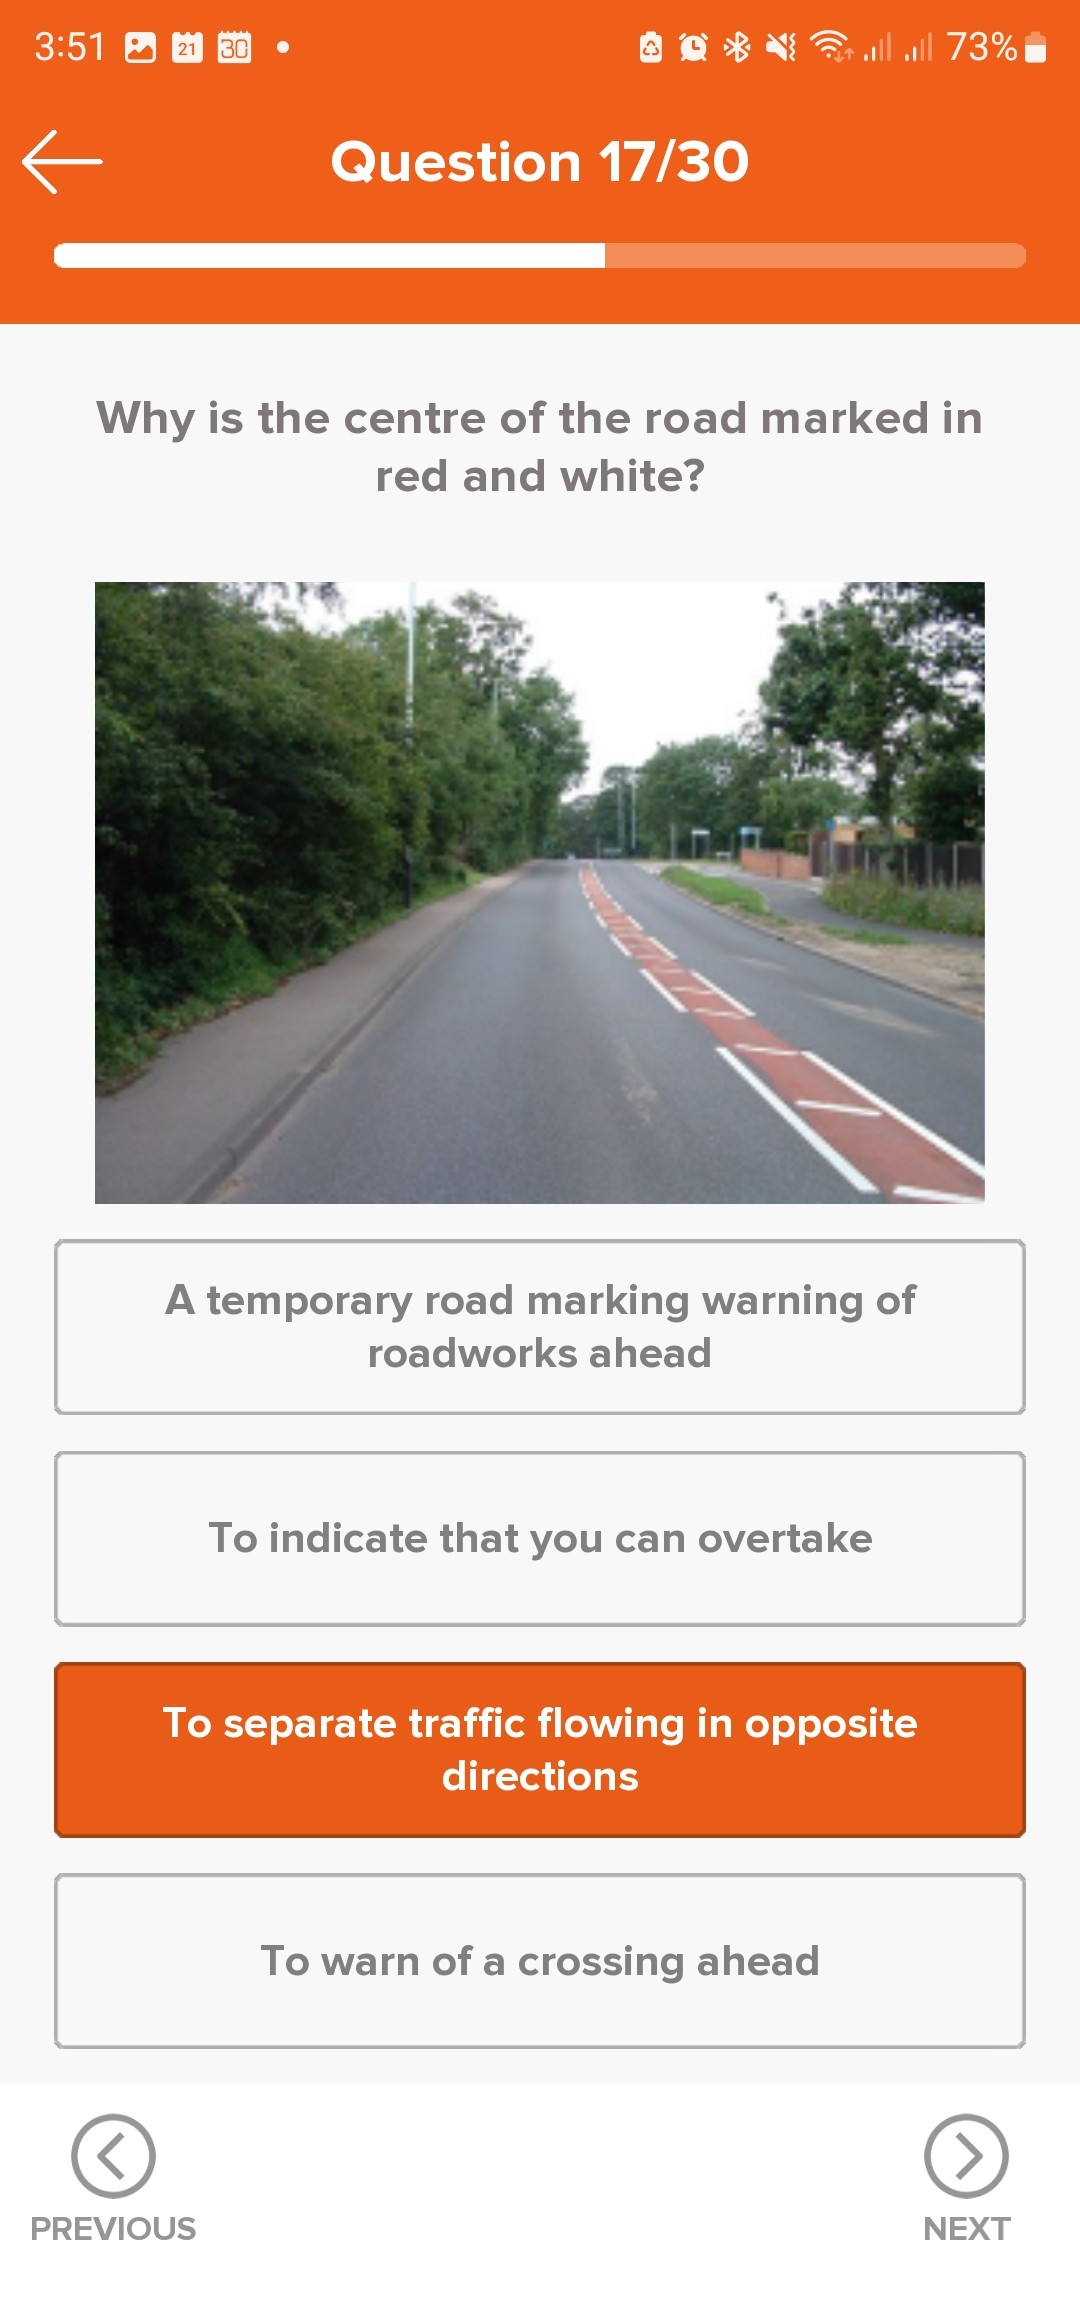 3:51 21 30 73%
Question 17/30
Why is the centre of the road marked in
red and white?
A temporary road marking warning of
roadworks ahead
To indicate that you can overtake
To separate traffic flowing in opposite
directions
To warn of a crossing ahead
PREVIOUS NEXT